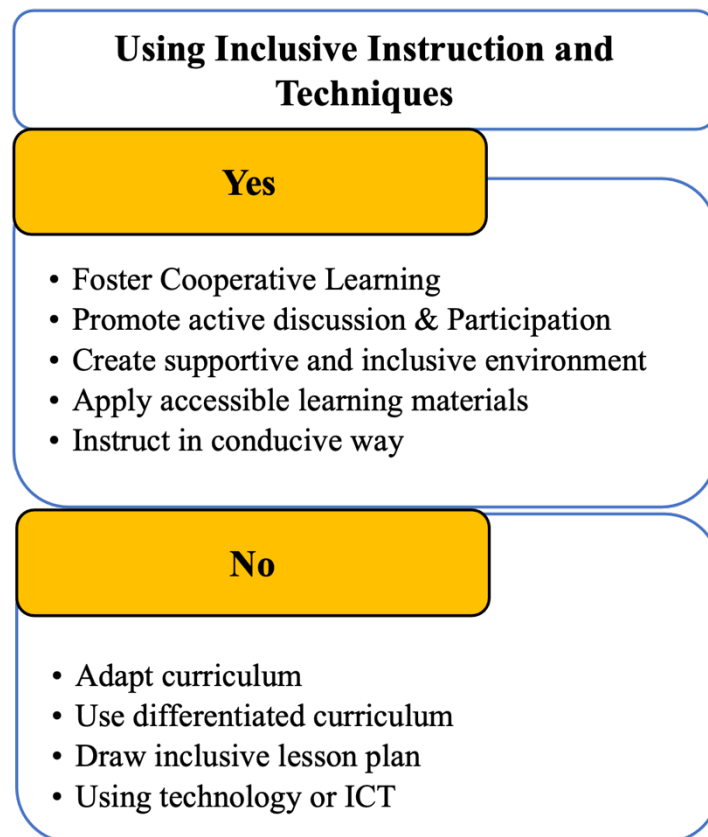 Using Inclusive Instruction and
Techniques
Yes
• Foster Cooperative Learning
• Promote active discussion & Participation
• Create supportive and inclusive environment
• Apply accessible learning materials
• Instruct in conducive way
No
• Adapt curriculum
• Use differentiated curriculum
• Draw inclusive lesson plan
• Using technology or ICT